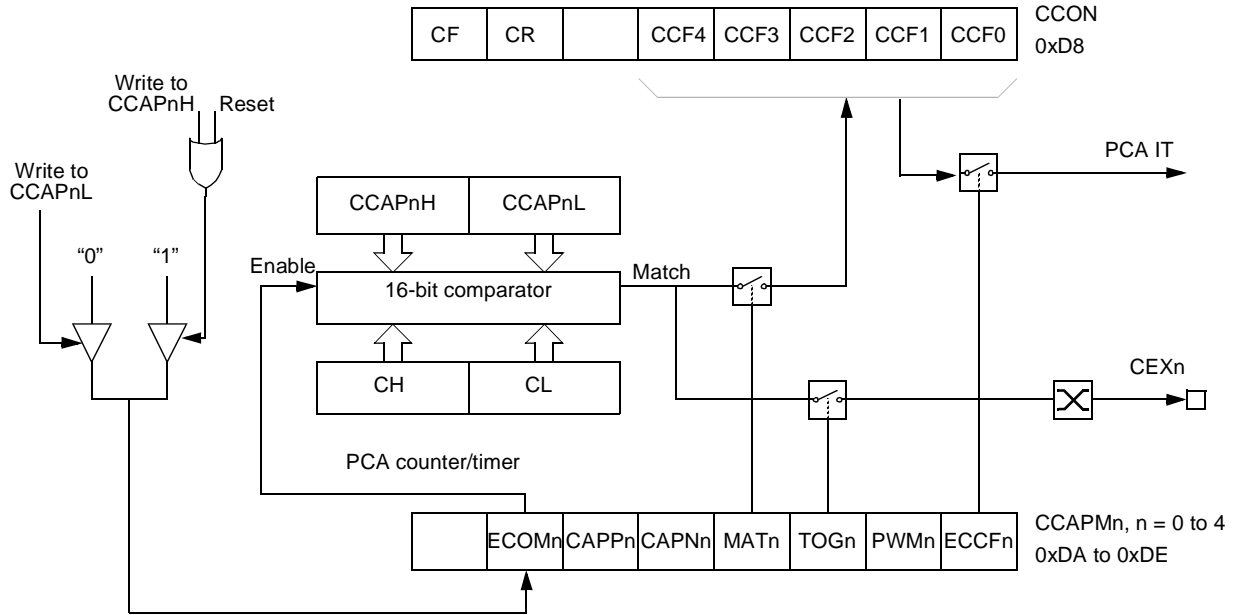 CF CR CCF4 CCF3 CCF2 CCF1 CCF0
CCON
0xD8
Write to
CCAPnH Reset
Write to
CCAPnL
PCA IT
CCAPnH CCAPnL
“0” “1”
Enable
16-bit comparator
Match
CH CL
CEXn
PCA counter/timer
ECOMn CAPPn CAPNn MATn TOGn PWMn ECCFn
CCAPMn, n = 0 to 4
0xDA to 0xDE